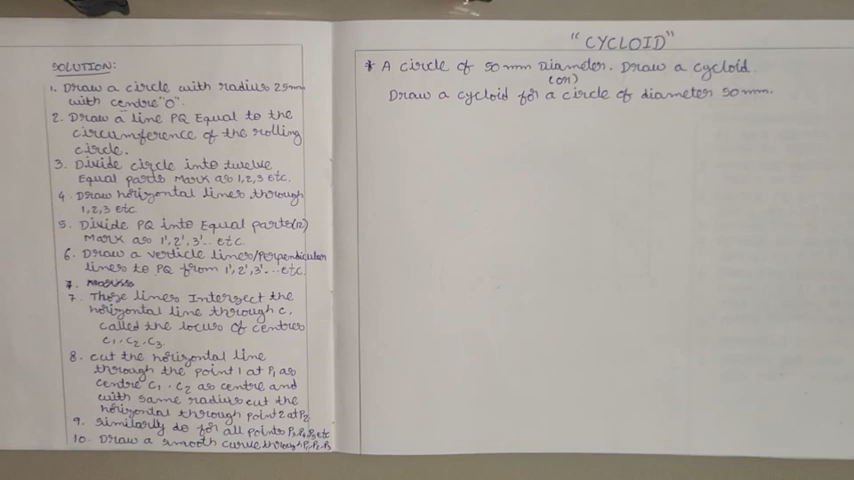 SOLUTION:
1. Draw a circle with radius 25mm
with centre "O".
2. Draw a line PQ Equal to the
circumference of the rolling
circle.
3. Divide circle into twelve
Equal parts Mark as 1,2,3 etc.
4. Draw horizontal lines through
1,2,3 etc
5. Divide PQ into Equal parts(12)
Mark as 1',2',3'... etc.
6. Draw a verticle lines/Perpendicular
lines to PQ from 1',2',3'... etc.
7.
7. Those lines Intersect the
horizontal line through c,
called the locus of centres
C1, C2, C3.
8. cut the horizontal line
through the point 1 at P1 as
centre C1. C2 as centre and
with same radius cut the
horizontal through point 2 at P2
9. Similarly do for all points P3,P4,P5 etc
10. Draw a smooth curve through P1,P2,P3
"CYCLOID"
* A circle of 50mm Diameter. Draw a cycloid.
(or)
Draw a cycloid for a circle of diameter 50mm.